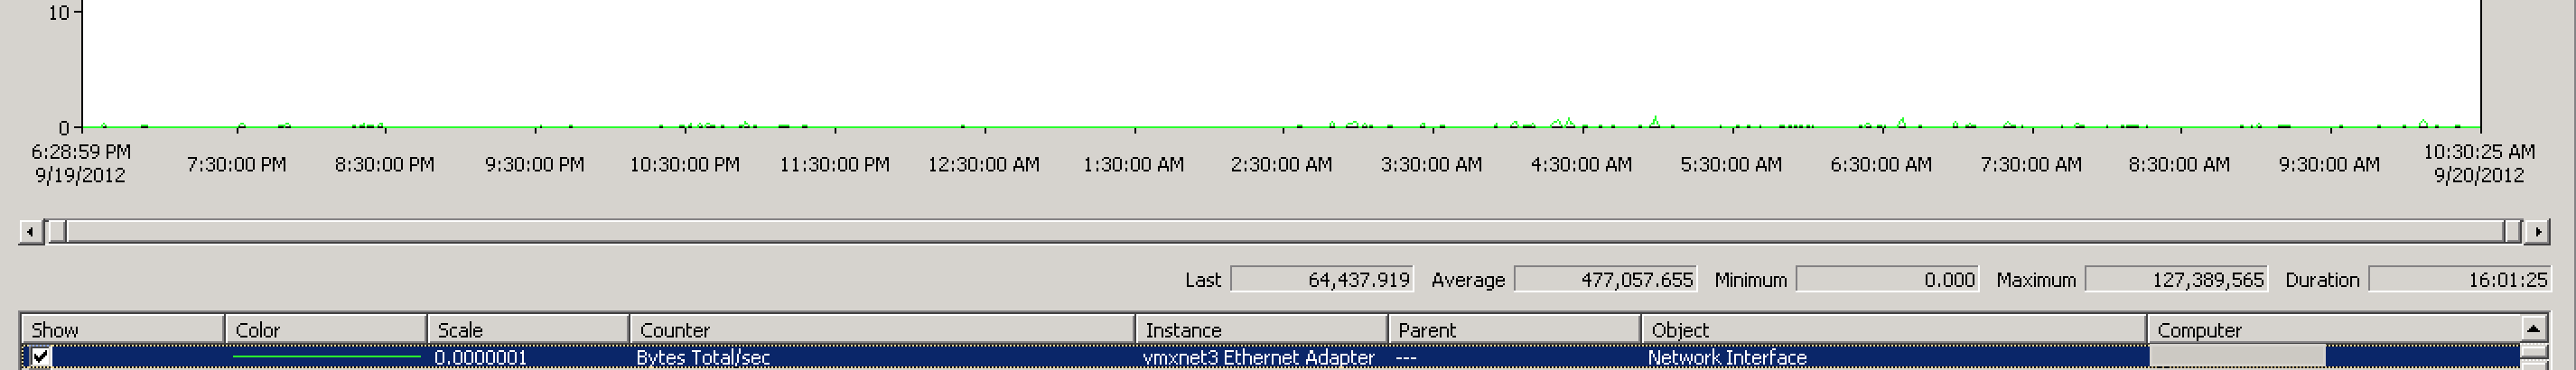 10
0
6:28:59 PM 7:30:00 PM 8:30:00 PM 9:30:00 PM 10:30:00 PM 11:30:00 PM 12:30:00 AM 1:30:00 AM 2:30:00 AM 3:30:00 AM 4:30:00 AM 5:30:00 AM 6:30:00 AM 7:30:00 AM 8:30:00 AM 9:30:00 AM 10:30:25 AM
9/19/2012 9/20/2012
Last 64,437.919 Average 477,057.655 Minimum 0.000 Maximum 127,389,565 Duration 16:01:25
Show Color Scale Counter Instance Parent Object Computer
0.0000001 Bytes Total/sec vmxnet3 Ethernet Adapter --- Network Interface